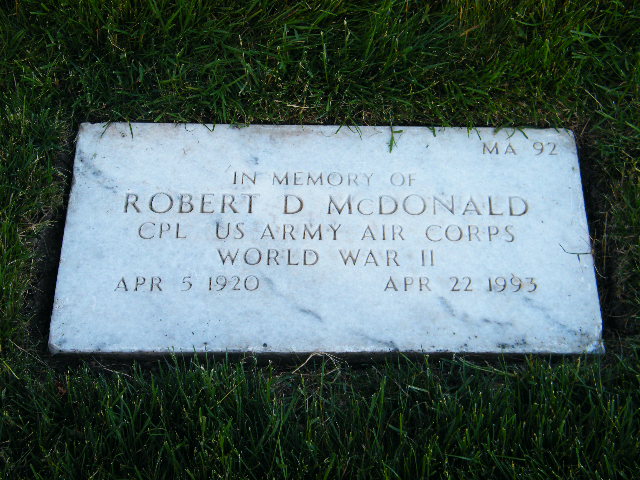 MA 92
IN MEMORY OF
ROBERT D MCDONALD
CPL US ARMY AIR CORPS
WORLD WAR II
APR 5 1920 APR 22 1993